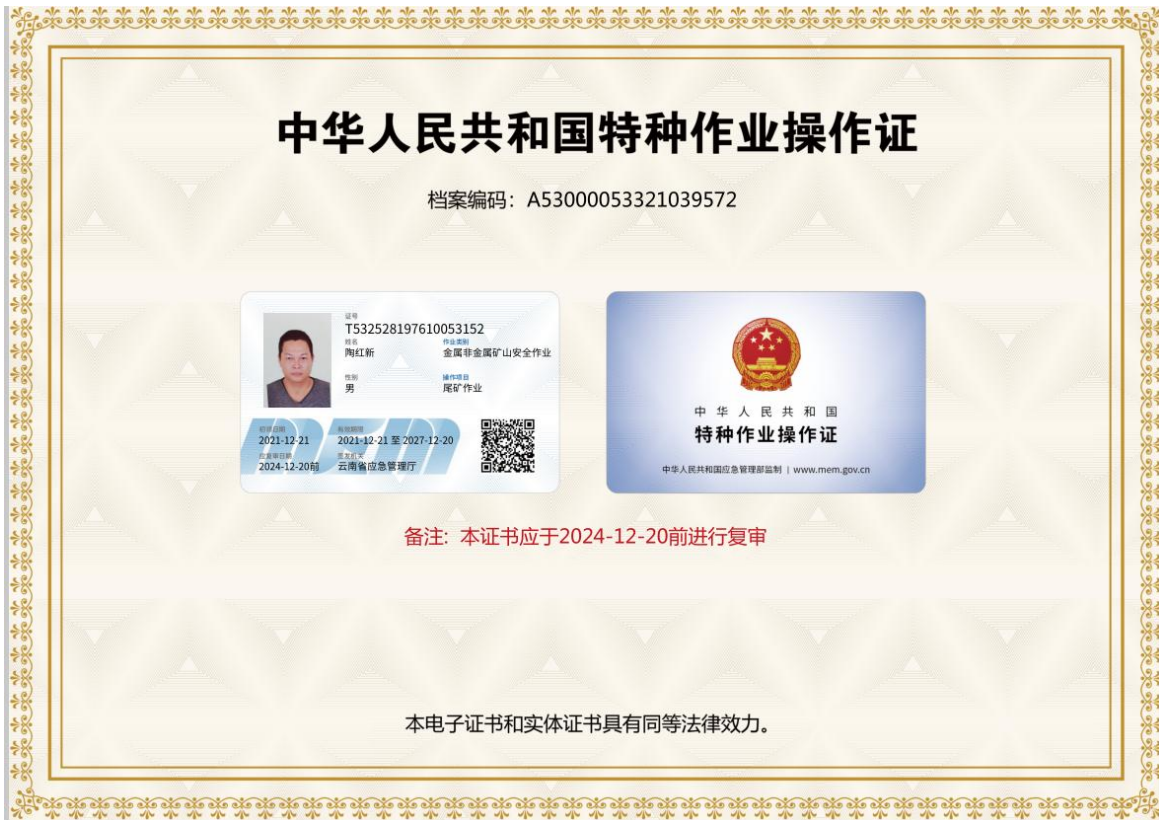 中华人民共和国特种作业操作证
档案编码：A53000053321039572
证号
T532528197610053152
姓名
陶红新
作业类别
金属非金属矿山安全作业
性别
男
操作项目
尾矿作业
初领日期
2021-12-21
有效期限
2021-12-21 至 2027-12-20
应复审日期
2024-12-20前
签发机关
云南省应急管理厅
MEM
中华人民共和国
特种作业操作证
中华人民共和国应急管理部监制 | www.mem.gov.cn
备注: 本证书应于2024-12-20前进行复审
本电子证书和实体证书具有同等法律效力。